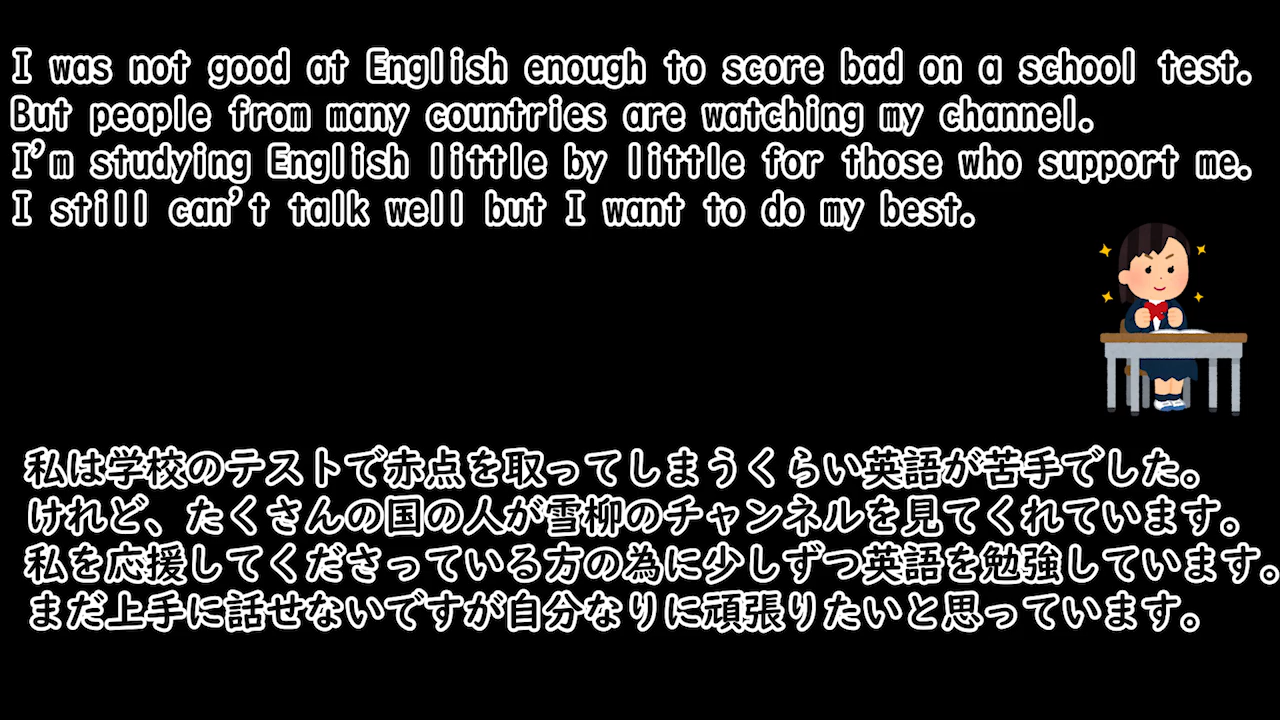 I was not good at English enough to score bad on a school test.
But people from many countries are watching my channel.
I'm studying English little by little for those who support me.
I still can't talk well but I want to do my best.
私は学校のテストで赤点を取ってしまうくらい英語が苦手でした。
けれど、たくさんの国の人が雪柳のチャンネルを見てくれています。
私を応援してくださっている方の為に少しずつ英語を勉強しています。
まだ上手に話せないですが自分なりに頑張りたいと思っています。